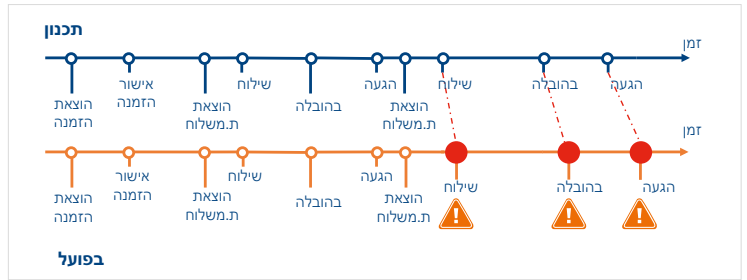 תכנון
זמן
הוצאת
הזמנה
אישור
הזמנה
הוצאת
ת.משלוח
שילוח
בהובלה
הגעה
הוצאת
ת.משלוח
שילוח
בהובלה
הגעה
זמן
הוצאת
הזמנה
אישור
הזמנה
הוצאת
ת.משלוח
שילוח
בהובלה
הגעה
הוצאת
ת.משלוח
שילוח
!
בהובלה
!
הגעה
!
בפועל